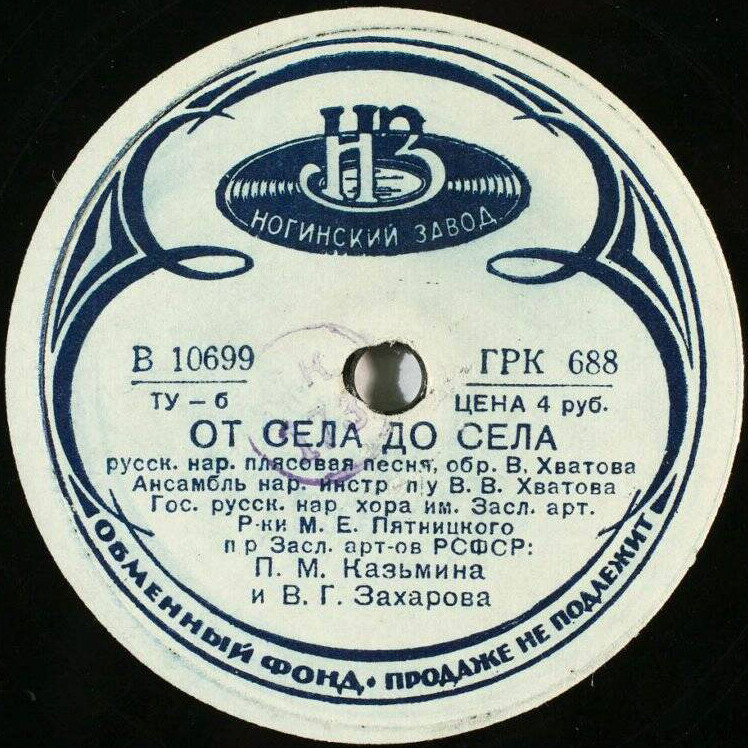 НЗ
НОГИНСКИЙ ЗАВОД
В 10699
ГРК 688
ТУ – б
ЦЕНА 4 руб.
ОТ СЕЛА ДО СЕЛА
русск. нар. плясовая песня, обр. В. Хватова
Ансамбль нар. инстр. п/у В. В. Хватова
Гос. русск. нар. хора им. Засл. арт.
Р-ки М. Е. Пятницкого
п/р Засл. арт-ов РСФСР:
П. М. Казьмина
и В. Г. Захарова
ОБМЕННЫЙ ФОНД • ПРОДАЖЕ НЕ ПОДЛЕЖИТ